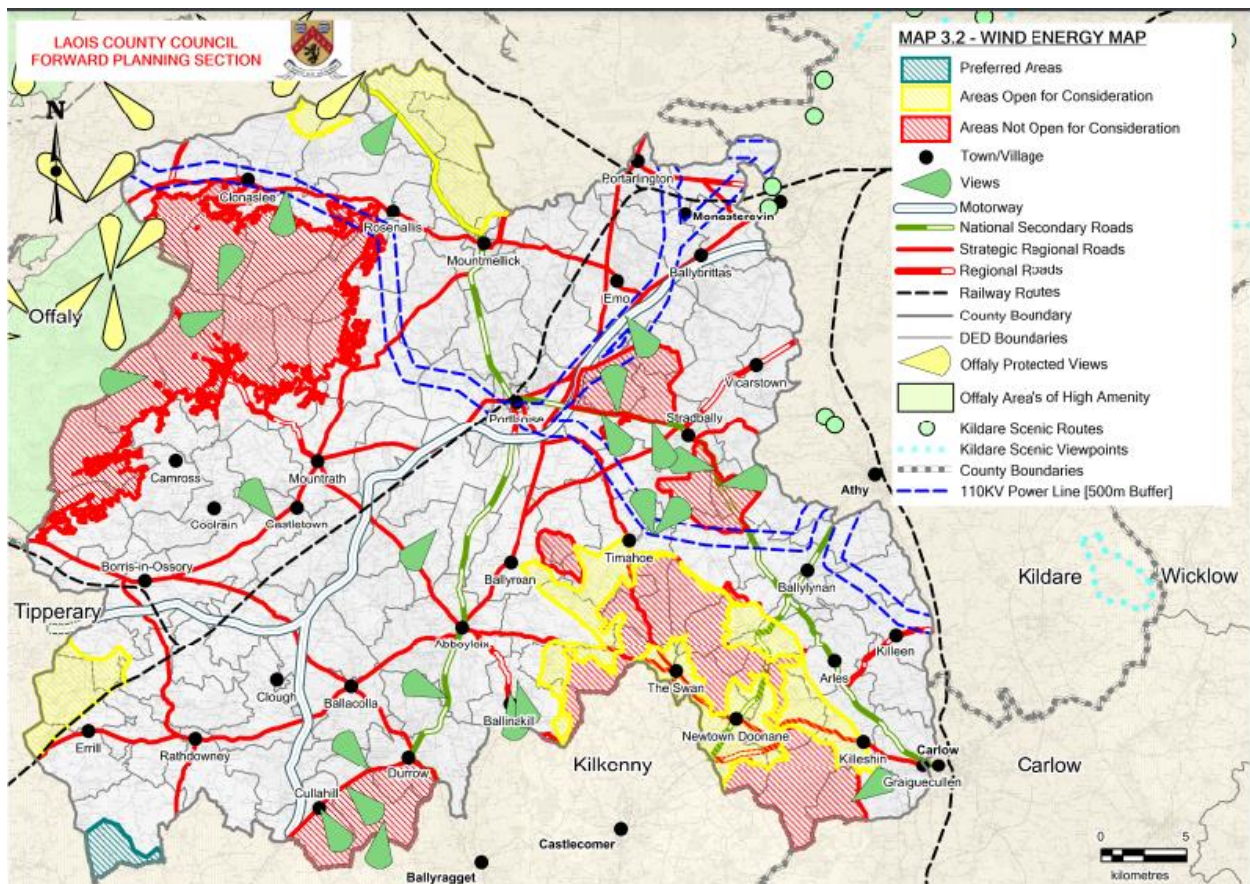 LAOIS COUNTY COUNCIL
FORWARD PLANNING SECTION
MAP 3.2 - WIND ENERGY MAP
Preferred Areas
Areas Open for Consideration
Areas Not Open for Consideration
Town/Village
Views
Motorway
National Secondary Roads
Strategic Regional Roads
Regional Roads
Railway Routes
County Boundary
DED Boundaries
Offaly Protected Views
Offaly Area's of High Amenity
Kildare Scenic Routes
Kildare Scenic Viewpoints
County Boundaries
110KV Power Line [500m Buffer]
N
Clonaslee
Rosenallis
Mountmellick
Portarlington
Monasterevin
Ballybrittas
Emo
Offaly
Vicarstown
Portlaoise
Stradbally
Camross
Mountrath
Athy
Coolrain
Castletown
Timahoe
Borris-in-Ossory
Ballyroan
Ballylynan
Kildare
Wicklow
Tipperary
Abbeyleix
Killeen
The Swan
Arles
Clough
Ballacolla
Ballinakill
Newtown Doonane
Errill
Rathdowney
Durrow
Killeshin
Carlow
Kilkenny
Graiguecullen
Carlow
Cullahill
Castlecomer
Ballyragget
0 5
kilometres